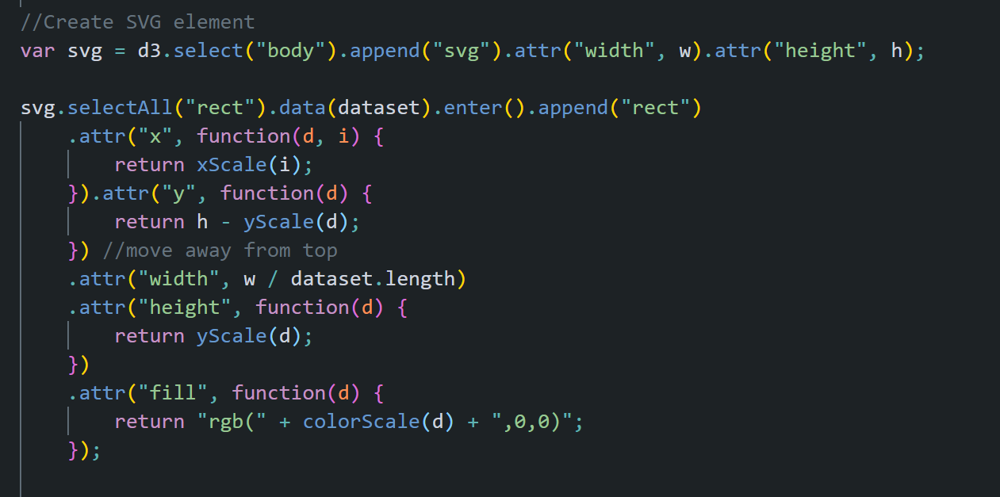 //Create SVG element
var svg = d3.select("body").append("svg").attr("width", w).attr("height", h);

svg.selectAll("rect").data(dataset).enter().append("rect")
    .attr("x", function(d, i) {
        return xScale(i);
    }).attr("y", function(d) {
        return h - yScale(d);
    }) //move away from top
    .attr("width", w / dataset.length)
    .attr("height", function(d) {
        return yScale(d);
    })
    .attr("fill", function(d) {
        return "rgb(" + colorScale(d) + ",0,0)";
    });